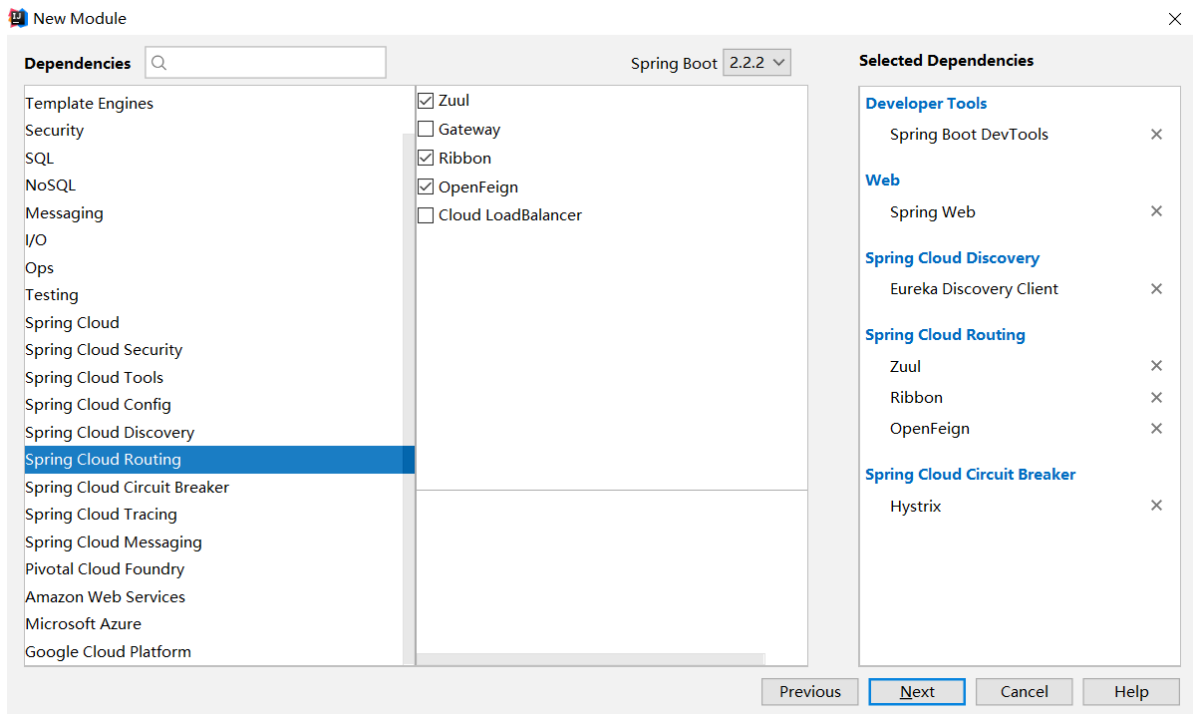 New Module
Dependencies
Spring Boot 2.2.2
Selected Dependencies
Template Engines
Security
SQL
NoSQL
Messaging
I/O
Ops
Testing
Spring Cloud
Spring Cloud Security
Spring Cloud Tools
Spring Cloud Config
Spring Cloud Discovery
Spring Cloud Routing
Spring Cloud Circuit Breaker
Spring Cloud Tracing
Spring Cloud Messaging
Pivotal Cloud Foundry
Amazon Web Services
Microsoft Azure
Google Cloud Platform
Zuul
Gateway
Ribbon
OpenFeign
Cloud LoadBalancer
Developer Tools
Spring Boot DevTools
Web
Spring Web
Spring Cloud Discovery
Eureka Discovery Client
Spring Cloud Routing
Zuul
Ribbon
OpenFeign
Spring Cloud Circuit Breaker
Hystrix
Previous
Next
Cancel
Help